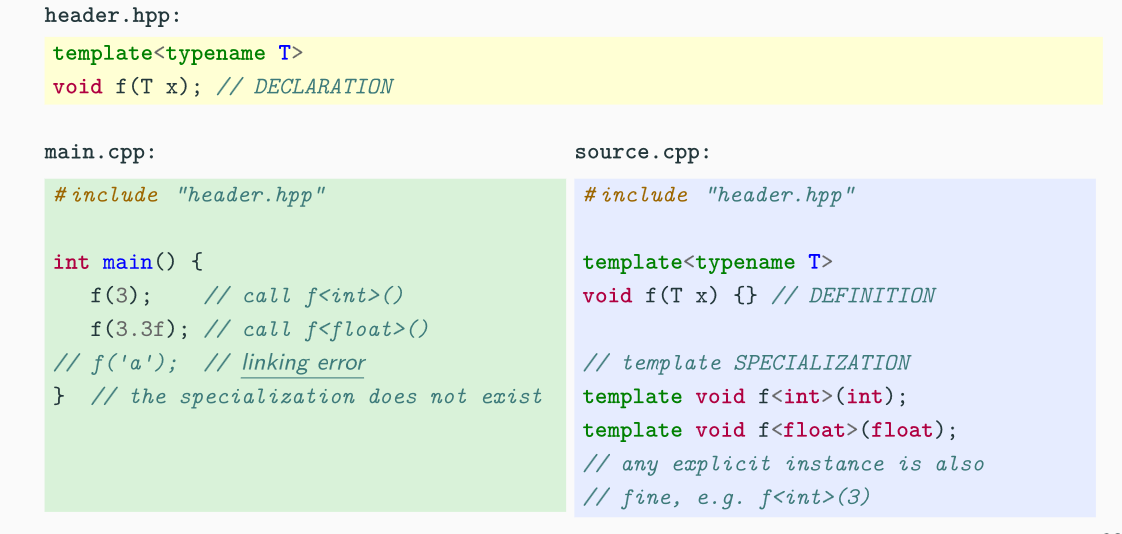 header.hpp:
template<typename T>
void f(T x); // DECLARATION
main.cpp:
#include "header.hpp"
int main() {
f(3); // call f<int>()
f(3.3f); // call f<float>()
// f('a'); // linking error
} // the specialization does not exist
source.cpp:
#include "header.hpp"
template<typename T>
void f(T x) {} // DEFINITION
// template SPECIALIZATION
template void f<int>(int);
template void f<float>(float);
// any explicit instance is also
// fine, e.g. f<int>(3)